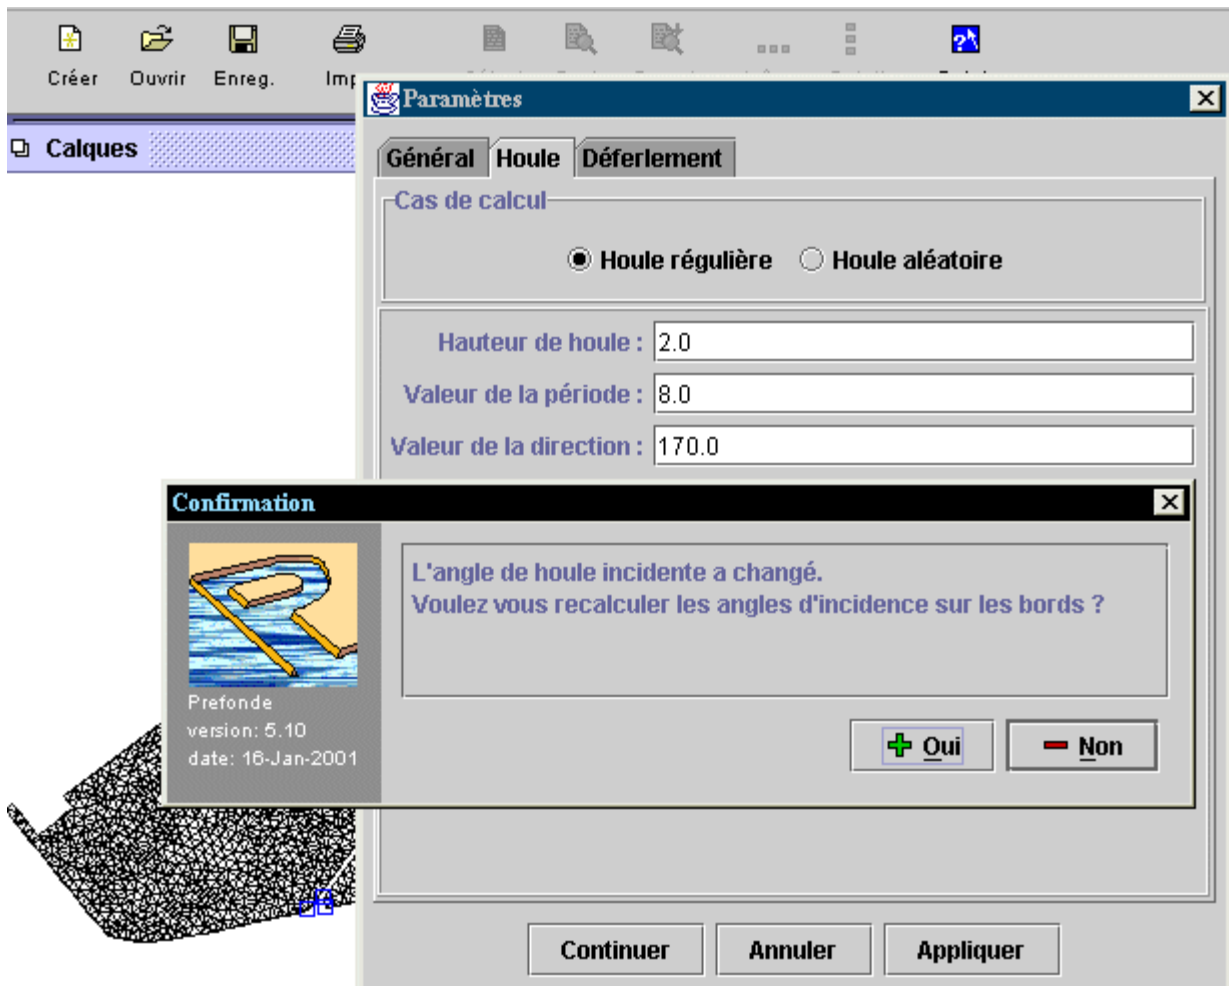 Créer Ouvrir Enreg.
Paramètres
Calques
Général Houle Déferlement
Cas de calcul
Houle régulière Houle aléatoire
Hauteur de houle : 2.0
Valeur de la période : 8.0
Valeur de la direction : 170.0
Confirmation
L'angle de houle incidente a changé.
Voulez vous recalculer les angles d'incidence sur les bords ?
Prefonde
version: 5.10
date: 16-Jan-2001
Oui Non
Continuer Annuler Appliquer